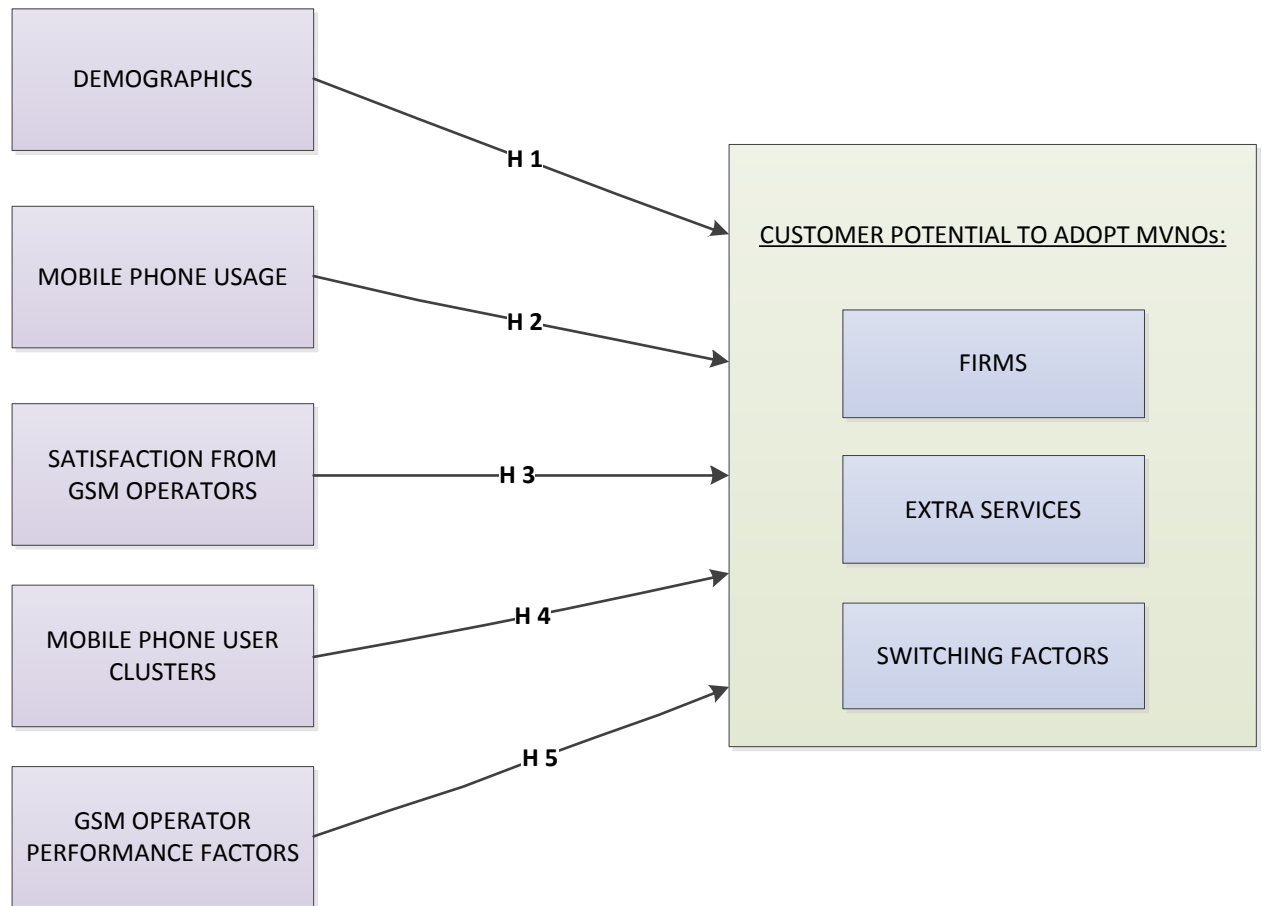 DEMOGRAPHICS
H 1
MOBILE PHONE USAGE
H 2
SATISFACTION FROM
GSM OPERATORS
H 3
MOBILE PHONE USER
CLUSTERS
H 4
GSM OPERATOR
PERFORMANCE FACTORS
H 5
CUSTOMER POTENTIAL TO ADOPT MVNOs:
FIRMS
EXTRA SERVICES
SWITCHING FACTORS